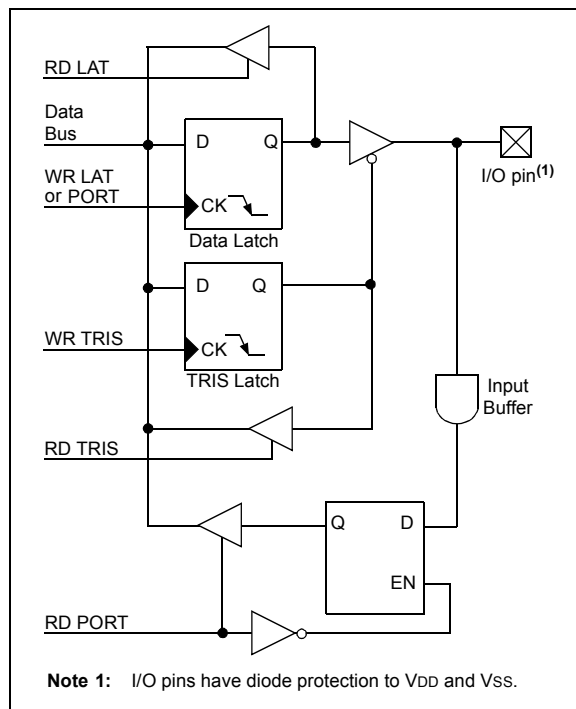 RD LAT
Data
Bus
D Q
WR LAT
or PORT
CK
Data Latch
I/O pin(1)
D Q
WR TRIS
CK
TRIS Latch
Input
Buffer
RD TRIS
Q D
EN
RD PORT
Note 1: I/O pins have diode protection to VDD and VSS.